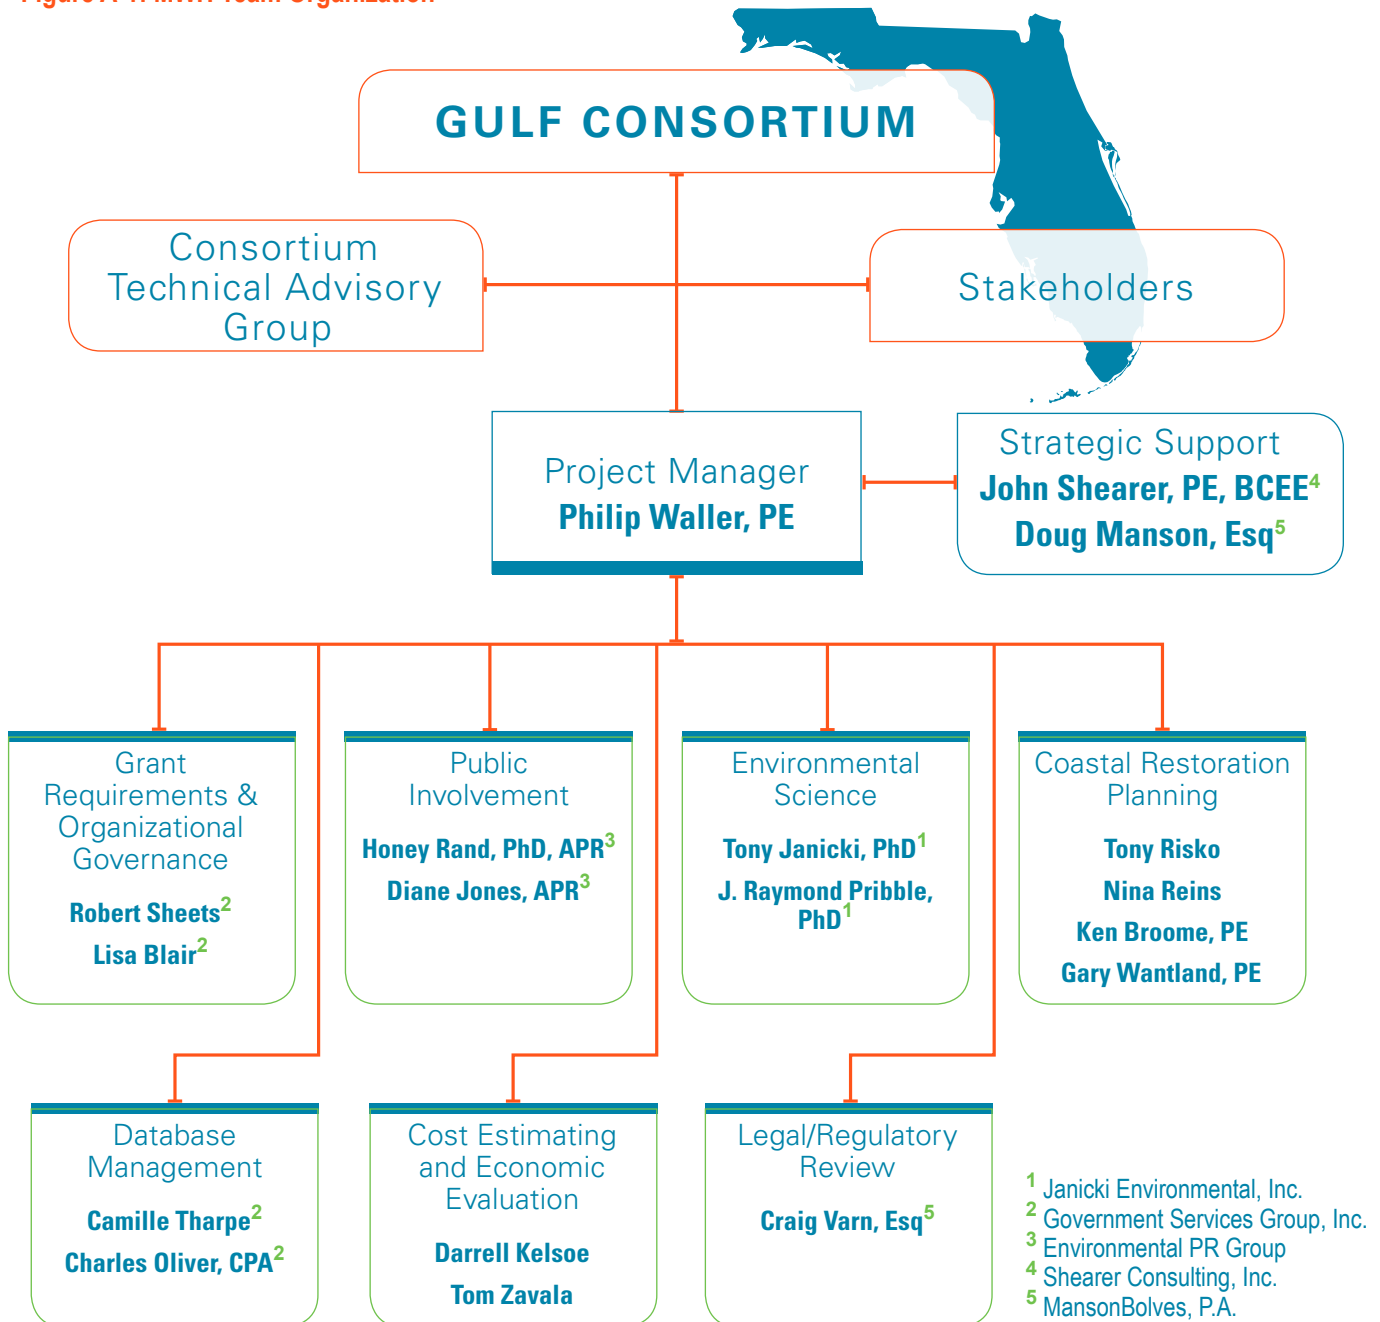 GULF CONSORTIUM
Consortium
Technical Advisory
Group
Stakeholders
Project Manager
Philip Waller, PE
Strategic Support
John Shearer, PE, BCEE4
Doug Manson, Esq5
Grant
Requirements &
Organizational
Governance
Robert Sheets2
Lisa Blair2
Public
Involvement
Honey Rand, PhD, APR3
Diane Jones, APR3
Environmental
Science
Tony Janicki, PhD1
J. Raymond Pribble,
PhD1
Coastal Restoration
Planning
Tony Risko
Nina Reins
Ken Broome, PE
Gary Wantland, PE
Database
Management
Camille Tharpe2
Charles Oliver, CPA2
Cost Estimating
and Economic
Evaluation
Darrell Kelsoe
Tom Zavala
Legal/Regulatory
Review
Craig Varn, Esq5
1 Janicki Environmental, Inc.
2 Government Services Group, Inc.
3 Environmental PR Group
4 Shearer Consulting, Inc.
5 MansonBolves, P.A.